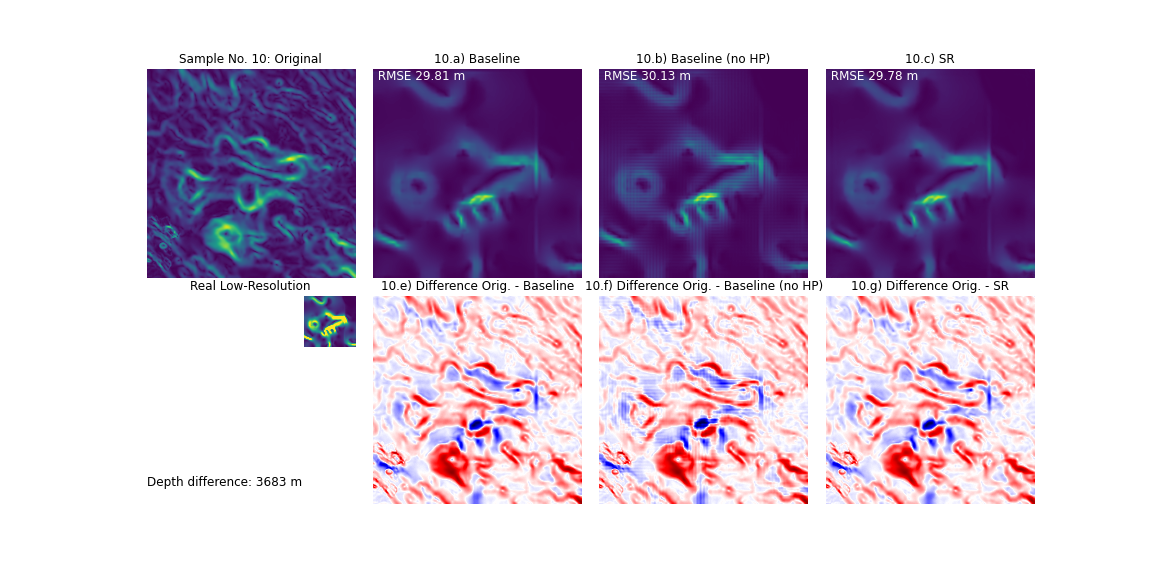 Sample No. 10: Original
10.a) Baseline
10.b) Baseline (no HP)
10.c) SR
RMSE 29.81 m
RMSE 30.13 m
RMSE 29.78 m
Real Low-Resolution
10.e) Difference Orig. - Baseline
10.f) Difference Orig. - Baseline (no HP)
10.g) Difference Orig. - SR
Depth difference: 3683 m